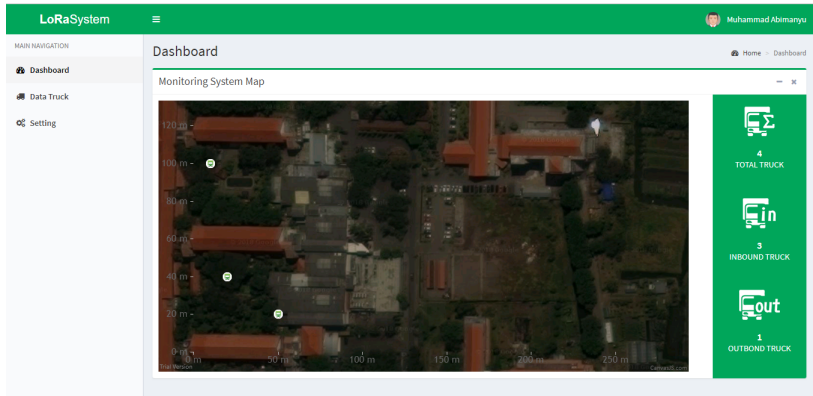 LoRaSystem
Muhammad Abimanyu
MAIN NAVIGATION
Dashboard
Data Truck
Setting
Dashboard
Home > Dashboard
Monitoring System Map
120 m
100 m
80 m
60 m
40 m
20 m
0 m
0 m
50 m
100 m
150 m
200 m
250 m
Trial Version
CanvasJS.com
Σ
4
TOTAL TRUCK
in
3
INBOUND TRUCK
out
1
OUTBOND TRUCK